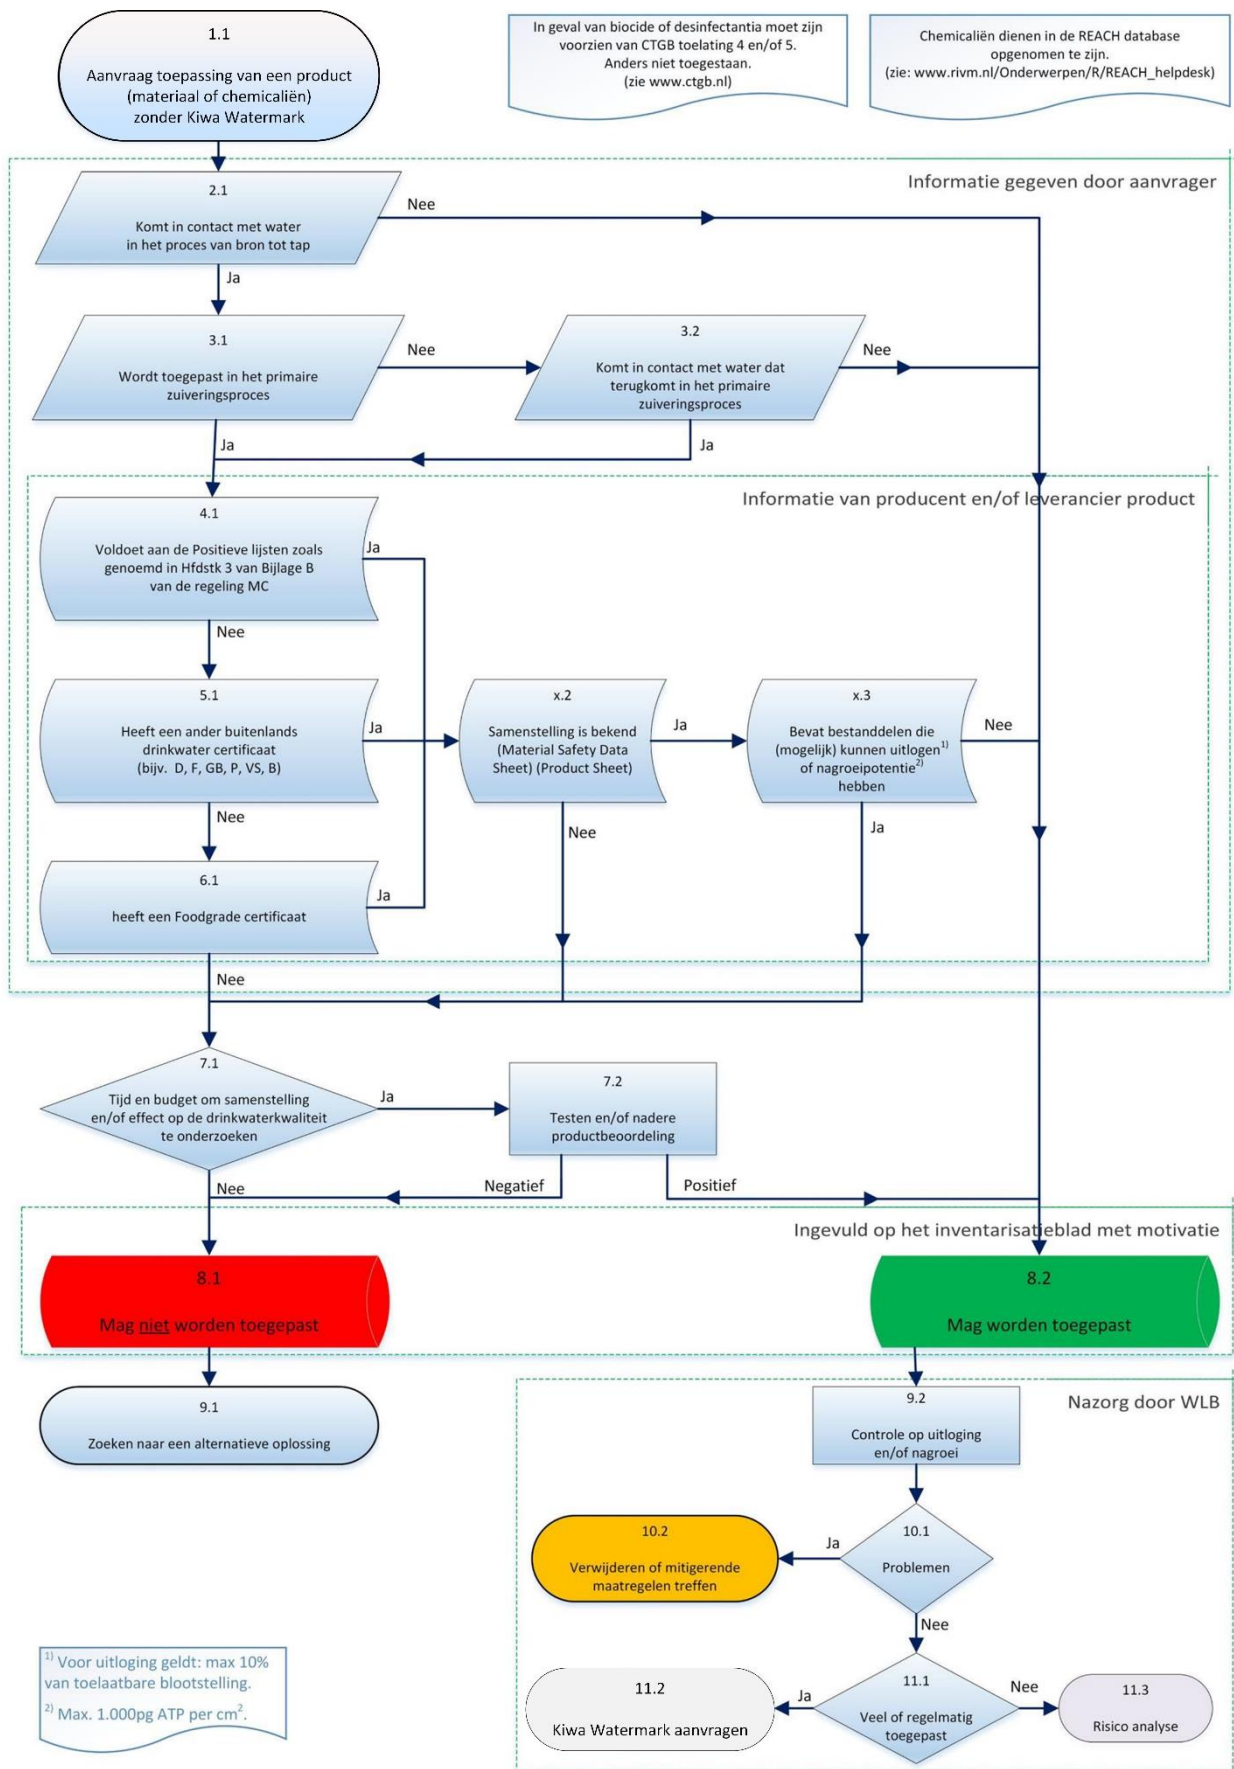 1.1
Aanvraag toepassing van een product
(materiaal of chemicaliën)
zonder Kiwa Watermark
In geval van biocide of desinfectantia moet zijn
voorzien van CTGB toelating 4 en/of 5.
Anders niet toegestaan.
(zie www.ctgb.nl)
Chemicaliën dienen in de REACH database
opgenomen te zijn.
(zie: www.rivm.nl/Onderwerpen/R/REACH_helpdesk)
Informatie gegeven door aanvrager
2.1
Komt in contact met water
in het proces van bron tot tap
Nee
Ja
3.1
Wordt toegepast in het primaire
zuiveringsproces
Nee
3.2
Komt in contact met water dat
terugkomt in het primaire
zuiveringsproces
Nee
Ja
Ja
Informatie van producent en/of leverancier product
4.1
Voldoet aan de Positieve lijsten zoals
genoemd in Hfdstk 3 van Bijlage B
van de regeling MC
Ja
Nee
5.1
Heeft een ander buitenlands
drinkwater certificaat
(bijv. D, F, GB, P, VS, B)
Ja
x.2
Samenstelling is bekend
(Material Safety Data
Sheet) (Product Sheet)
Ja
x.3
Bevat bestanddelen die
(mogelijk) kunnen uitlogen1)
of nagroeipotentie2)
hebben
Nee
Nee
Nee
Ja
6.1
heeft een Foodgrade certificaat
Ja
Nee
7.1
Tijd en budget om samenstelling
en/of effect op de drinkwaterkwaliteit
te onderzoeken
Ja
7.2
Testen en/of nadere
productbeoordeling
Nee
Negatief
Positief
Ingevuld op het inventarisatieblad met motivatie
8.1
Mag niet worden toegepast
8.2
Mag worden toegepast
9.1
Zoeken naar een alternatieve oplossing
Nazorg door WLB
9.2
Controle op uitloging
en/of nagroei
10.1
Problemen
Ja
10.2
Verwijderen of mitigerende
maatregelen treffen
Nee
11.1
Veel of regelmatig
toegepast
Ja
11.2
Kiwa Watermark aanvragen
Nee
11.3
Risico analyse
1) Voor uitloging geldt: max 10%
van toelaatbare blootstelling.
2) Max. 1.000pg ATP per cm2.